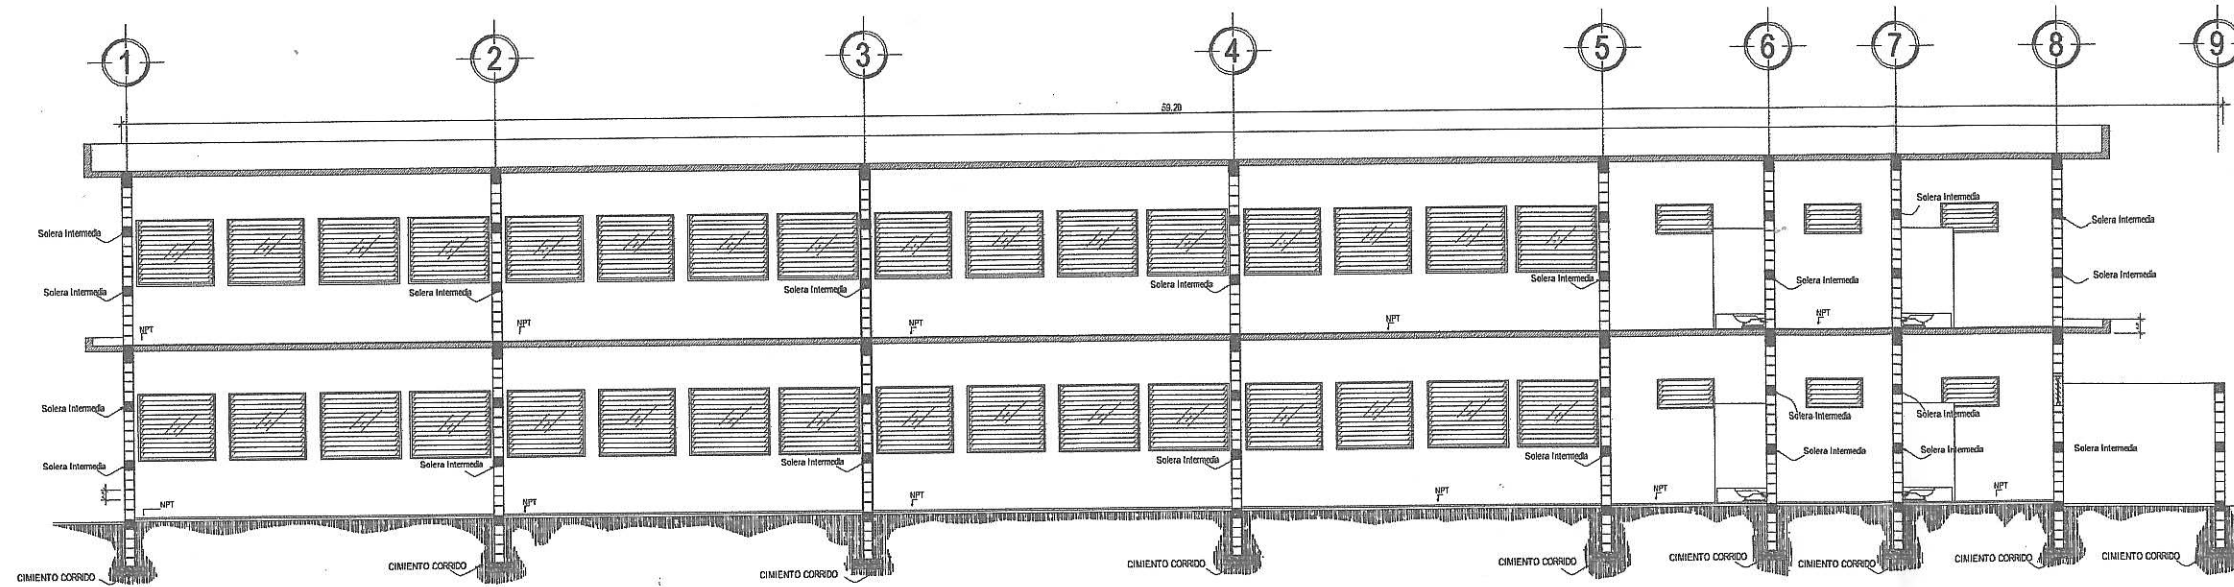 1
2
3
4
5
6
7
8
9
59.20
Solera Intermedia
Solera Intermedia
Solera Intermedia
Solera Intermedia
Solera Intermedia
Solera Intermedia
Solera Intermedia
Solera Intermedia
Solera Intermedia
Solera Intermedia
NPT
NPT
NPT
NPT
NPT
Solera Intermedia
Solera Intermedia
Solera Intermedia
Solera Intermedia
Solera Intermedia
Solera Intermedia
Solera Intermedia
Solera Intermedia
Solera Intermedia
Solera Intermedia
Solera Intermedia
NPT
NPT
NPT
NPT
NPT
NPT
CIMIENTO CORRIDO
CIMIENTO CORRIDO
CIMIENTO CORRIDO
CIMIENTO CORRIDO
CIMIENTO CORRIDO
CIMIENTO CORRIDO
CIMIENTO CORRIDO
CIMIENTO CORRIDO
CIMIENTO CORRIDO